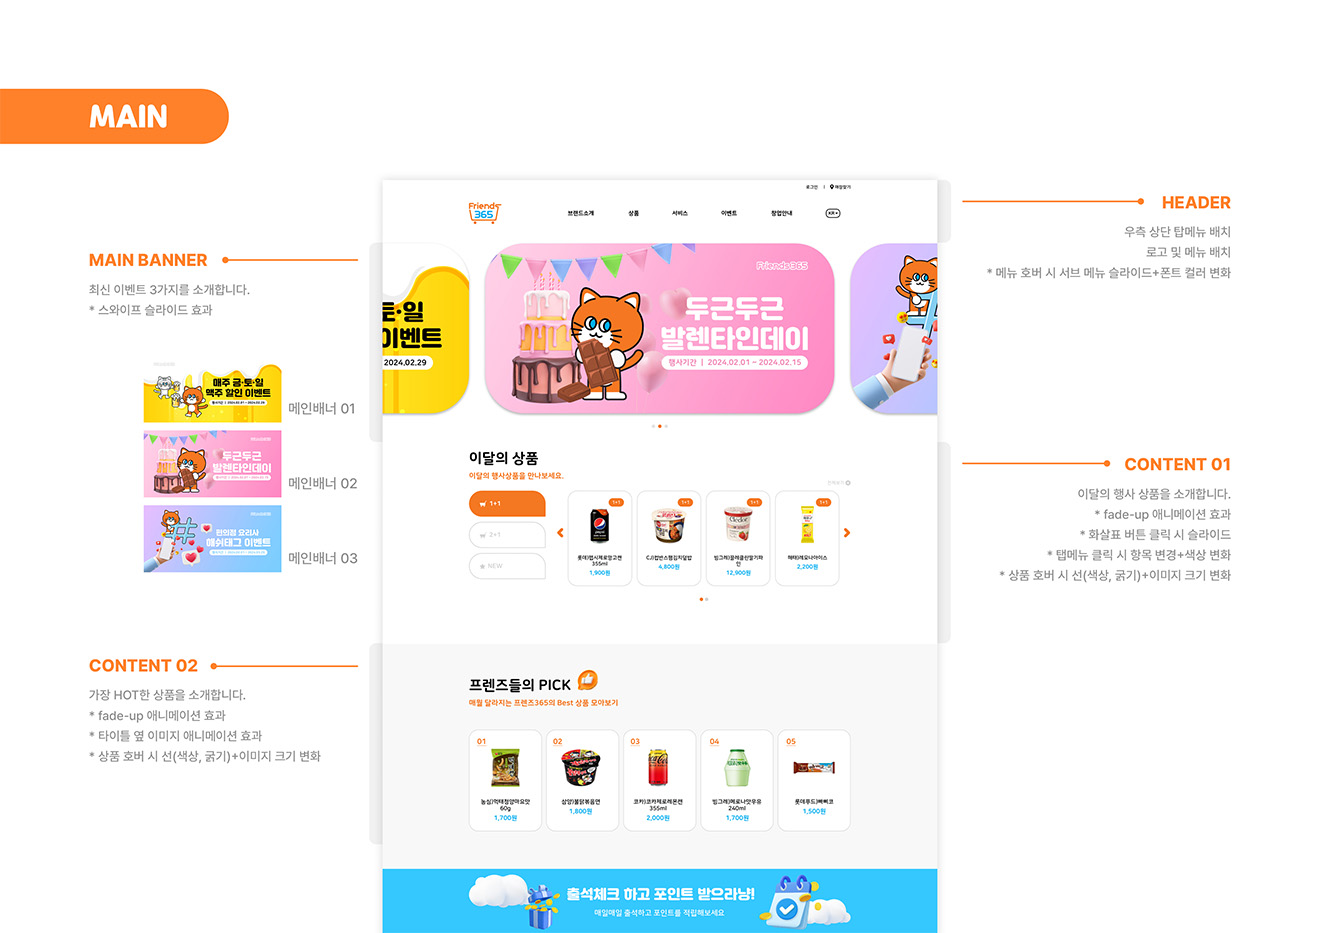 MAIN
로그인 | 매장찾기
Friends
365
브랜드소개 상품 서비스 이벤트 창업안내 KR
HEADER
우측 상단 탑메뉴 배치
로고 및 메뉴 배치
* 메뉴 호버 시 서브 메뉴 슬라이드+폰트 컬러 변화
MAIN BANNER
최신 이벤트 3가지를 소개합니다.
* 스와이프 슬라이드 효과
토·일
이벤트
2024.02.29
Friends365
두근두근
발렌타인데이
행사기간 | 2024.02.01 ~ 2024.02.15
매주 금·토·일
맥주 할인 이벤트
메인배너 01
두근두근
발렌타인데이
메인배너 02
편의점 요리사
해쉬태그 이벤트
메인배너 03
이달의 상품
이달의 행사상품을 만나보세요.
1+1
2+1
NEW
1+1 1+1 1+1 1+1
롯데)펩시제로망고캔
355ml
1,900원
CJ)햅반스팸김치덮밥
4,800원
빙그레)끌레클린딸기파
인
12,900원
해태)레모나아이스
2,200원
CONTENT 01
이달의 행사 상품을 소개합니다.
* fade-up 애니메이션 효과
* 화살표 버튼 클릭 시 슬라이드
* 탭메뉴 클릭 시 항목 변경+색상 변화
* 상품 호버 시 선(색상, 굵기)+이미지 크기 변화
CONTENT 02
가장 HOT한 상품을 소개합니다.
* fade-up 애니메이션 효과
* 타이틀 옆 이미지 애니메이션 효과
* 상품 호버 시 선(색상, 굵기)+이미지 크기 변화
프렌즈들의 PICK
매월 달라지는 프렌즈365의 Best 상품 모아보기
01
농심)먹태청양마요맛
60g
1,700원
02
삼양)불닭볶음면
1,800원
03
코카)코카제로레몬캔
355ml
2,000원
04
빙그레)메로나맛우유
240ml
1,700원
05
롯데푸드)빠삐코
1,500원
출석체크 하고 포인트 받으라냥!
매일매일 출석하고 포인트를 적립해보세요